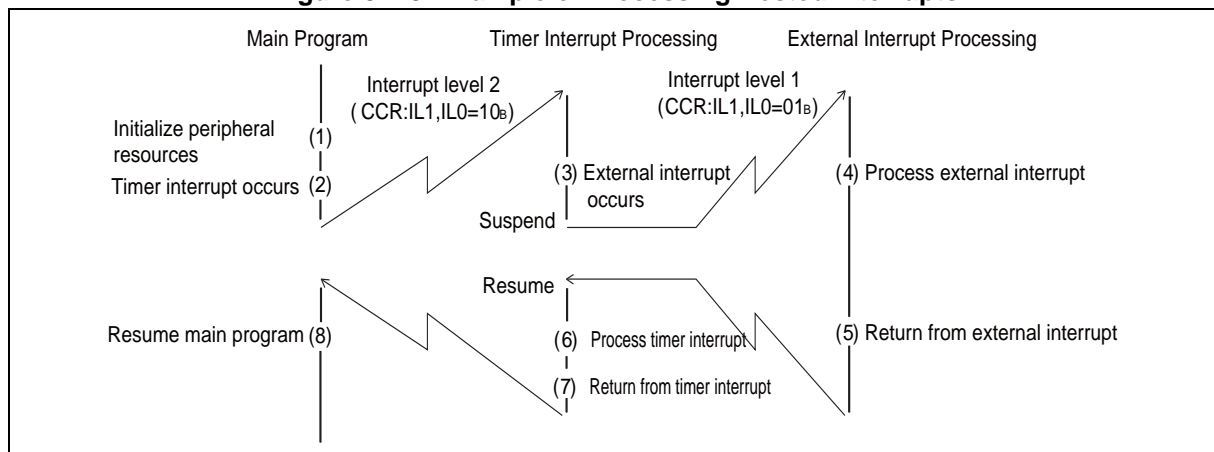 Main Program
Timer Interrupt Processing
External Interrupt Processing
Interrupt level 2
(CCR:IL1,IL0=10B)
Interrupt level 1
(CCR:IL1,IL0=01B)
Initialize peripheral
resources
(1)
Timer interrupt occurs (2)
(3) External interrupt
occurs
(4) Process external interrupt
Suspend
Resume
Resume main program (8)
(6) Process timer interrupt
(5) Return from external interrupt
(7) Return from timer interrupt